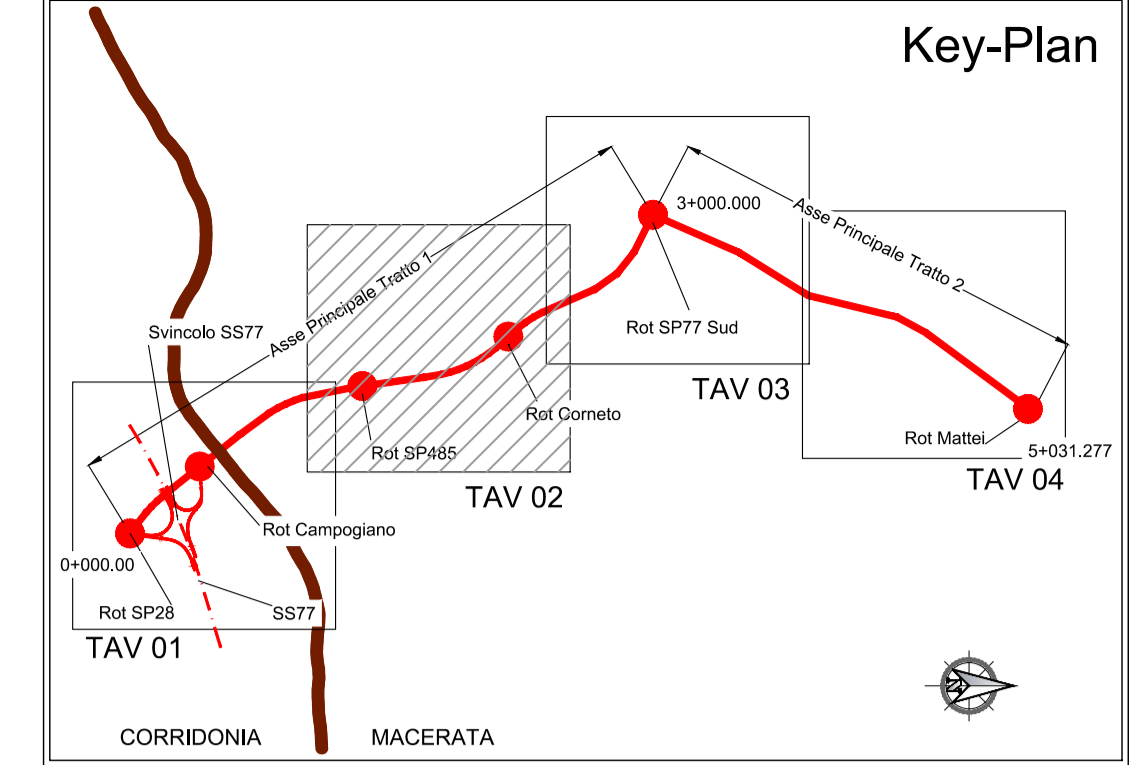 Key-Plan
3+000.000
Asse Principale Tratto 1
Asse Principale Tratto 2
Svincolo SS77
Rot SP77 Sud
TAV 03
Rot Corneto
Rot SP485
Rot Mattei
5+031.277
TAV 04
TAV 02
Rot Campogiano
0+000.00
Rot SP28
SS77
TAV 01
N
CORRIDONIA
MACERATA